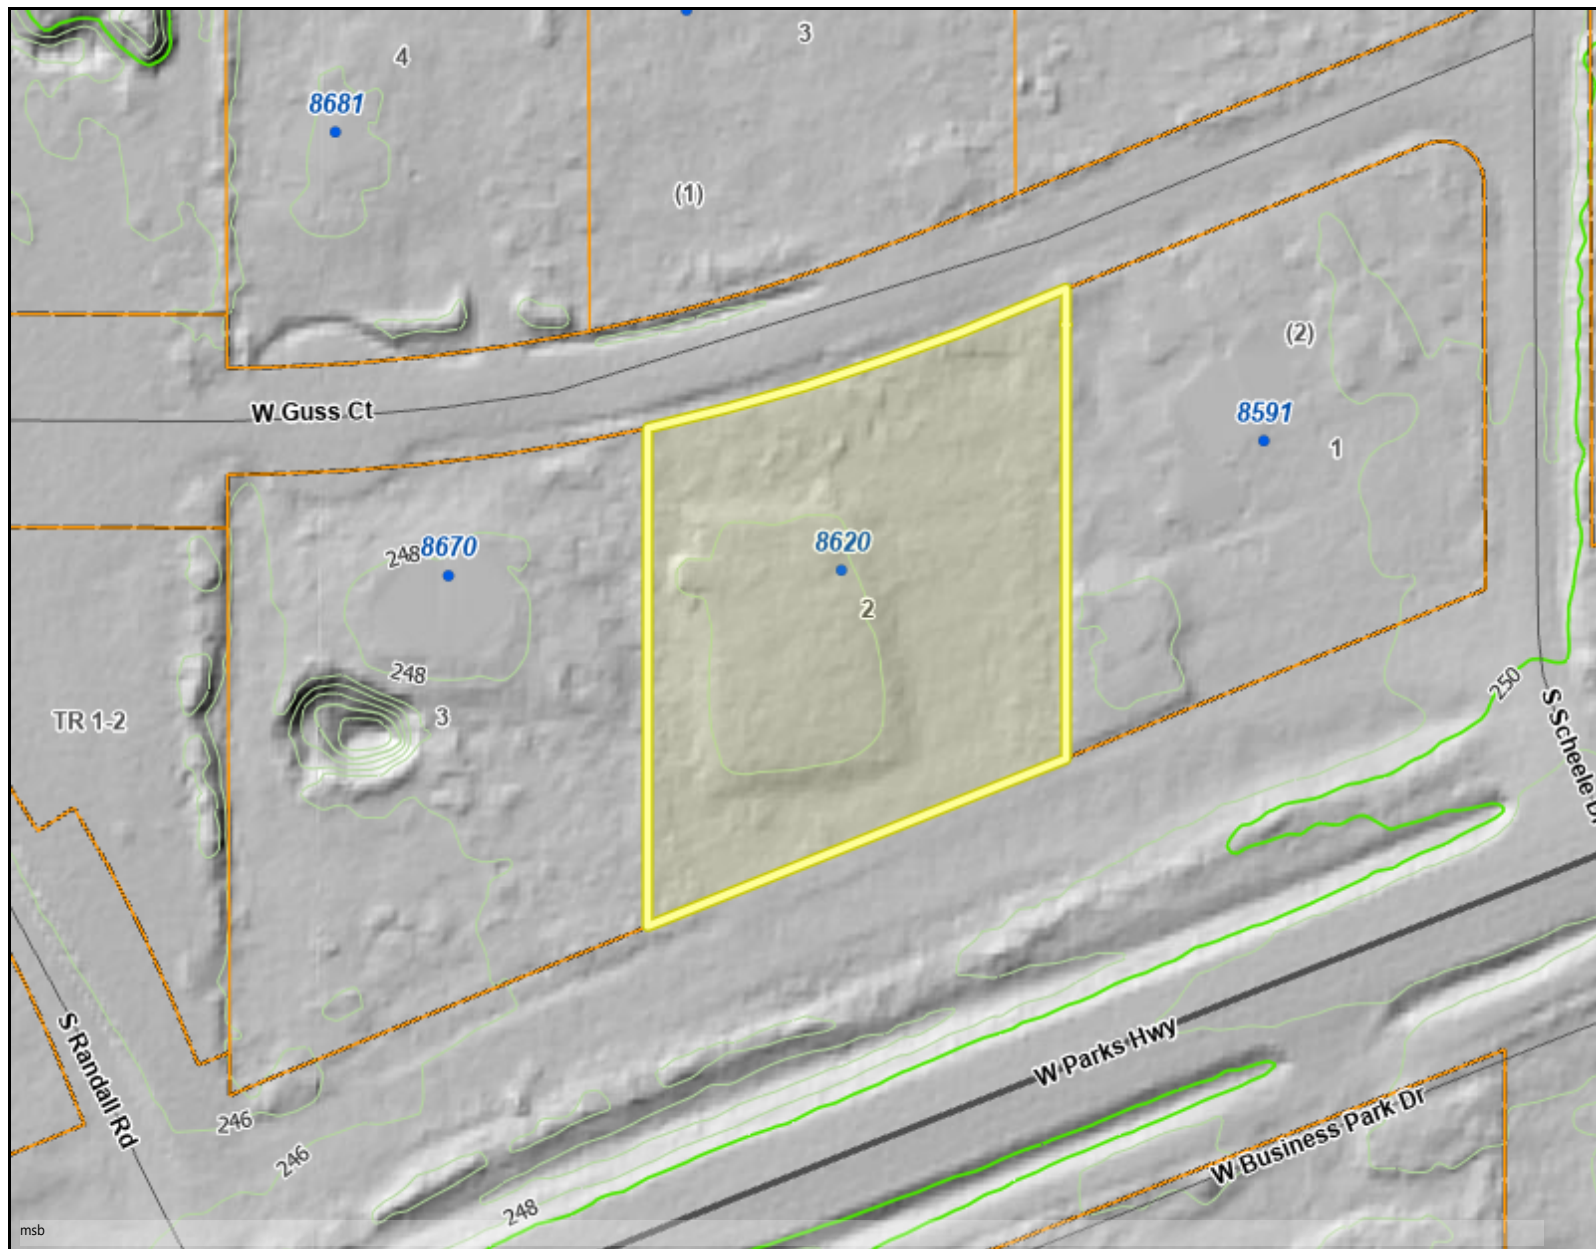 3
4
8681
(1)
(2)
W Guss Ct
8591
1
248
8670
8620
2
248
3
TR 1-2
250
S Scheele Dr
S Randall Rd
W Parks Hwy
246
246
W Business Park Dr
248
msb